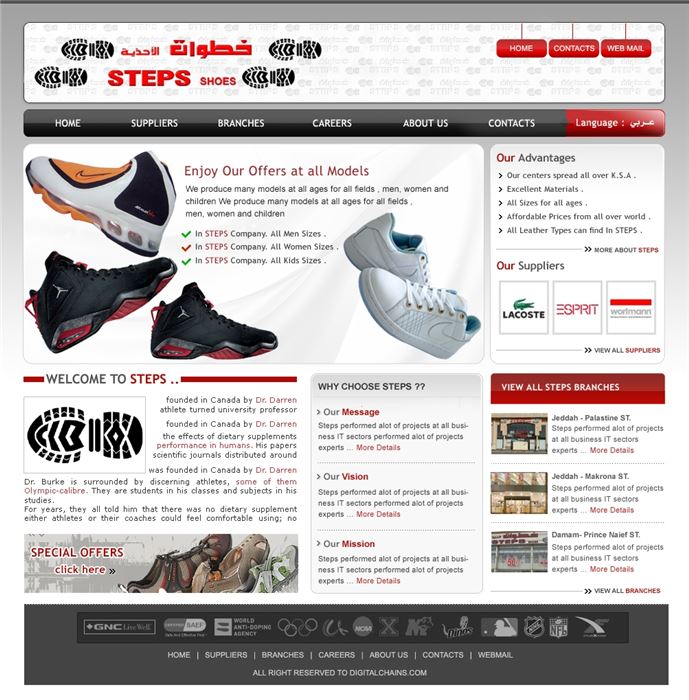 خطوات الأحذية
STEPS SHOES
HOME CONTACTS WEB MAIL
HOME SUPPLIERS BRANCHES CAREERS ABOUT US CONTACTS Language : عـربي
Enjoy Our Offers at all Models
We produce many models at all ages for all fields , men, women and
children We produce many models at all ages for all fields ,
men, women and children
In STEPS Company. All Men Sizes .
In STEPS Company. All Women Sizes .
In STEPS Company. All Kids Sizes .
Our Advantages
Our centers spread all over K.S.A .
Excellent Materials .
All Sizes for all ages .
Affordable Prices from all over world .
All Leather Types can find In STEPS .
>> MORE ABOUT STEPS
Our Suppliers
LACOSTE ESPRIT wortmann
>> VIEW ALL SUPPLIERS
WELCOME TO STEPS ..
founded in Canada by Dr. Darren
athlete turned university professor
founded in Canada by Dr. Darren
the effects of dietary supplements
performance in humans. His papers
scientific journals distributed around
was founded in Canada by Dr. Darren
Dr. Burke is surrounded by discerning athletes, some of them
Olympic-calibre. They are students in his classes and subjects in his
studies.
For years, they all told him that there was no dietary supplement
either athletes or their coaches could feel comfortable using; no
SPECIAL OFFERS
click here »
WHY CHOOSE STEPS ??
› Our Message
Steps performed alot of projects at all busi-
ness IT sectors performed alot of projects
experts ... More Details
› Our Vision
Steps performed alot of projects at all busi-
ness IT sectors performed alot of projects
experts ... More Details
› Our Mission
Steps performed alot of projects at all busi-
ness IT sectors performed alot of projects
experts ... More Details
VIEW ALL STEPS BRANCHES
Jeddah - Palastine ST.
Steps performed alot of projects
at all business IT sectors
experts ... More Details
Jeddah - Makrona ST.
Steps performed alot of projects
at all business IT sectors
experts ... More Details
Damam- Prince Naief ST.
Steps performed alot of projects
at all business IT sectors
experts ... More Details
>> VIEW ALL BRANCHES
GNC LiveWell. CERTIFIED SAEF WORLD
ANTI-DOPING
AGENCY NCAA Dinos NHL NFL
HOME | SUPPLIERS | BRANCHES | CAREERS | ABOUT US | CONTACTS | WEBMAIL
ALL RIGHT RESERVED TO DIGITALCHAINS.COM